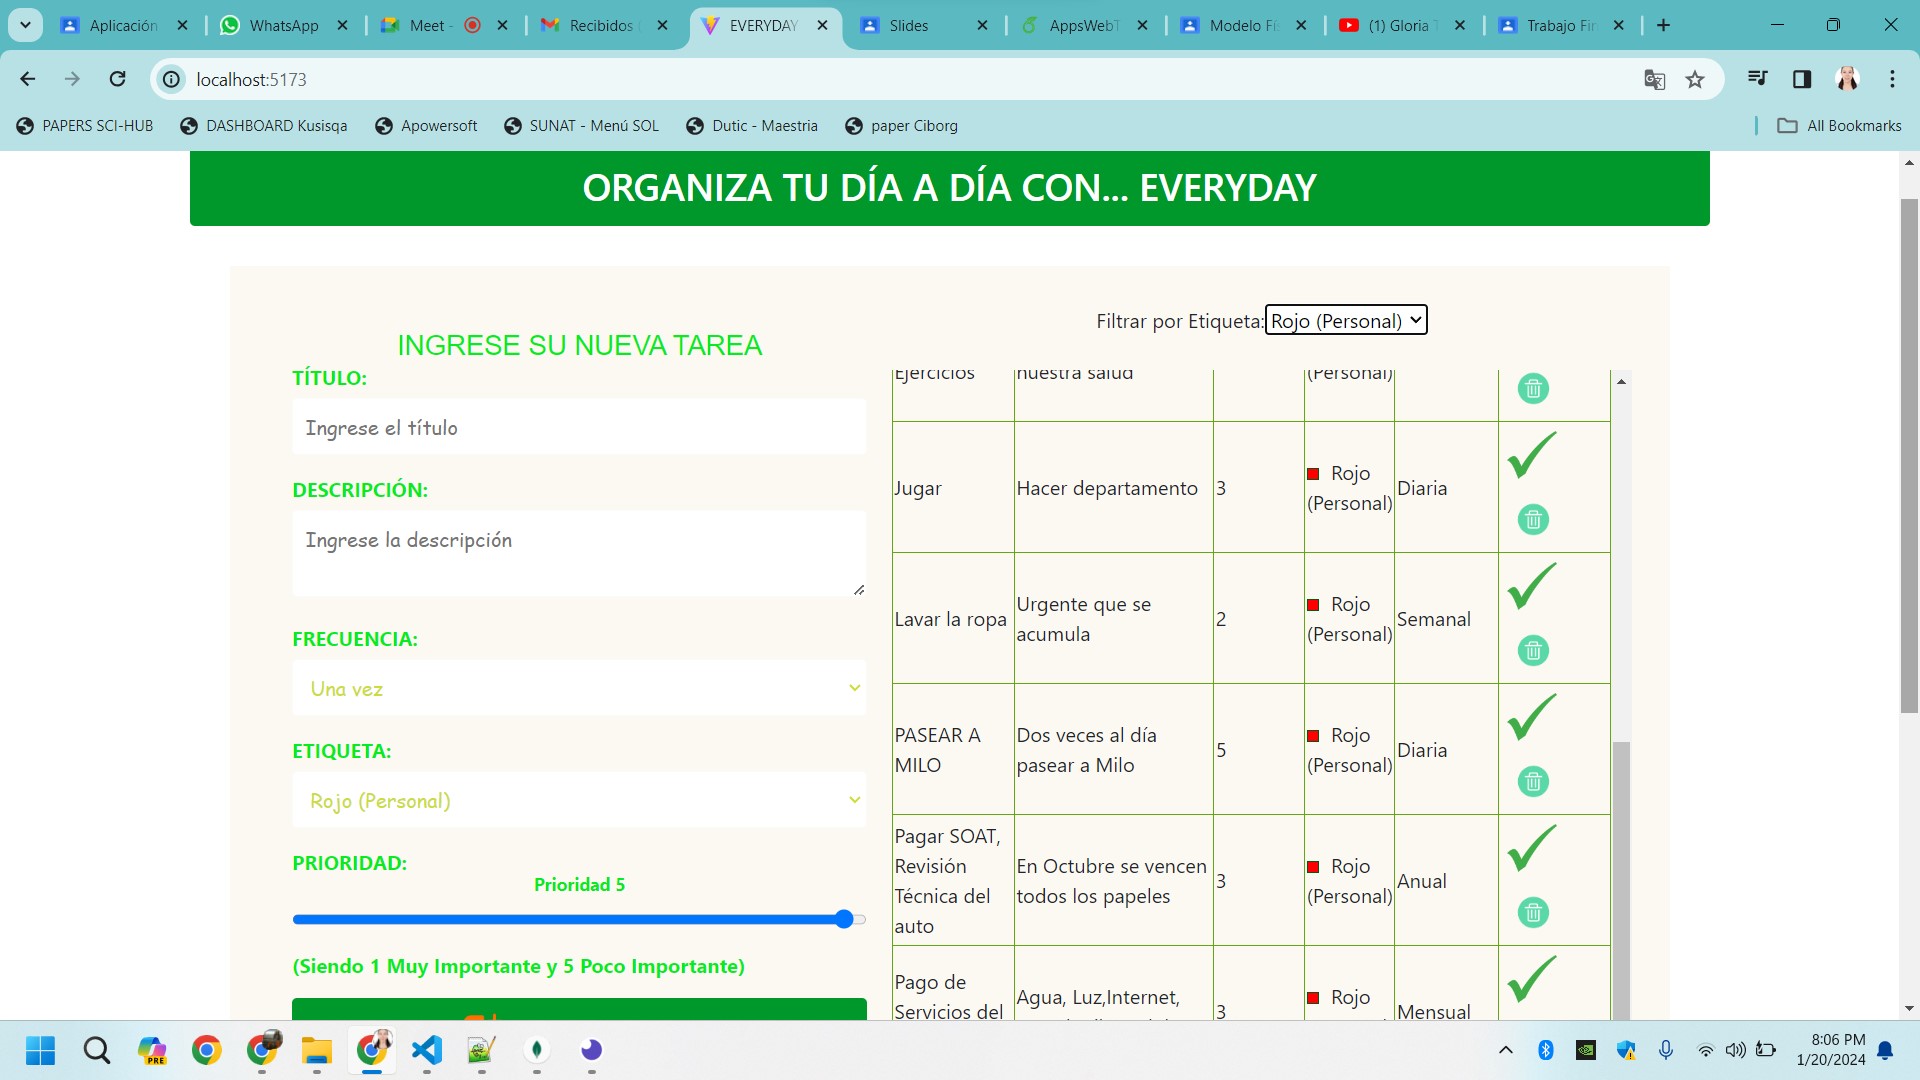 Aplicación
WhatsApp
Meet -
Recibidos
EVERYDAY
Slides
AppsWebT
Modelo Fí
(1) Gloria T
Trabajo Fin
localhost:5173
PAPERS SCI-HUB
DASHBOARD Kusisqa
Apowersoft
SUNAT - Menú SOL
Dutic - Maestria
paper Ciborg
All Bookmarks
ORGANIZA TU DÍA A DÍA CON... EVERYDAY
INGRESE SU NUEVA TAREA
TÍTULO:
Ingrese el título
DESCRIPCIÓN:
Ingrese la descripción
FRECUENCIA:
Una vez
ETIQUETA:
Rojo (Personal)
PRIORIDAD:
Prioridad 5
(Siendo 1 Muy Importante y 5 Poco Importante)
Filtrar por Etiqueta: Rojo (Personal)
Ejercicios
nuestra salud
(Personal)
Jugar
Hacer departamento
3
Rojo
(Personal)
Diaria
Lavar la ropa
Urgente que se
acumula
2
Rojo
(Personal)
Semanal
PASEAR A
MILO
Dos veces al día
pasear a Milo
5
Rojo
(Personal)
Diaria
Pagar SOAT,
Revisión
Técnica del
auto
En Octubre se vencen
todos los papeles
3
Rojo
(Personal)
Anual
Pago de
Servicios del
Agua, Luz,Internet,
3
Rojo
Mensual
PRE
8:06 PM
1/20/2024